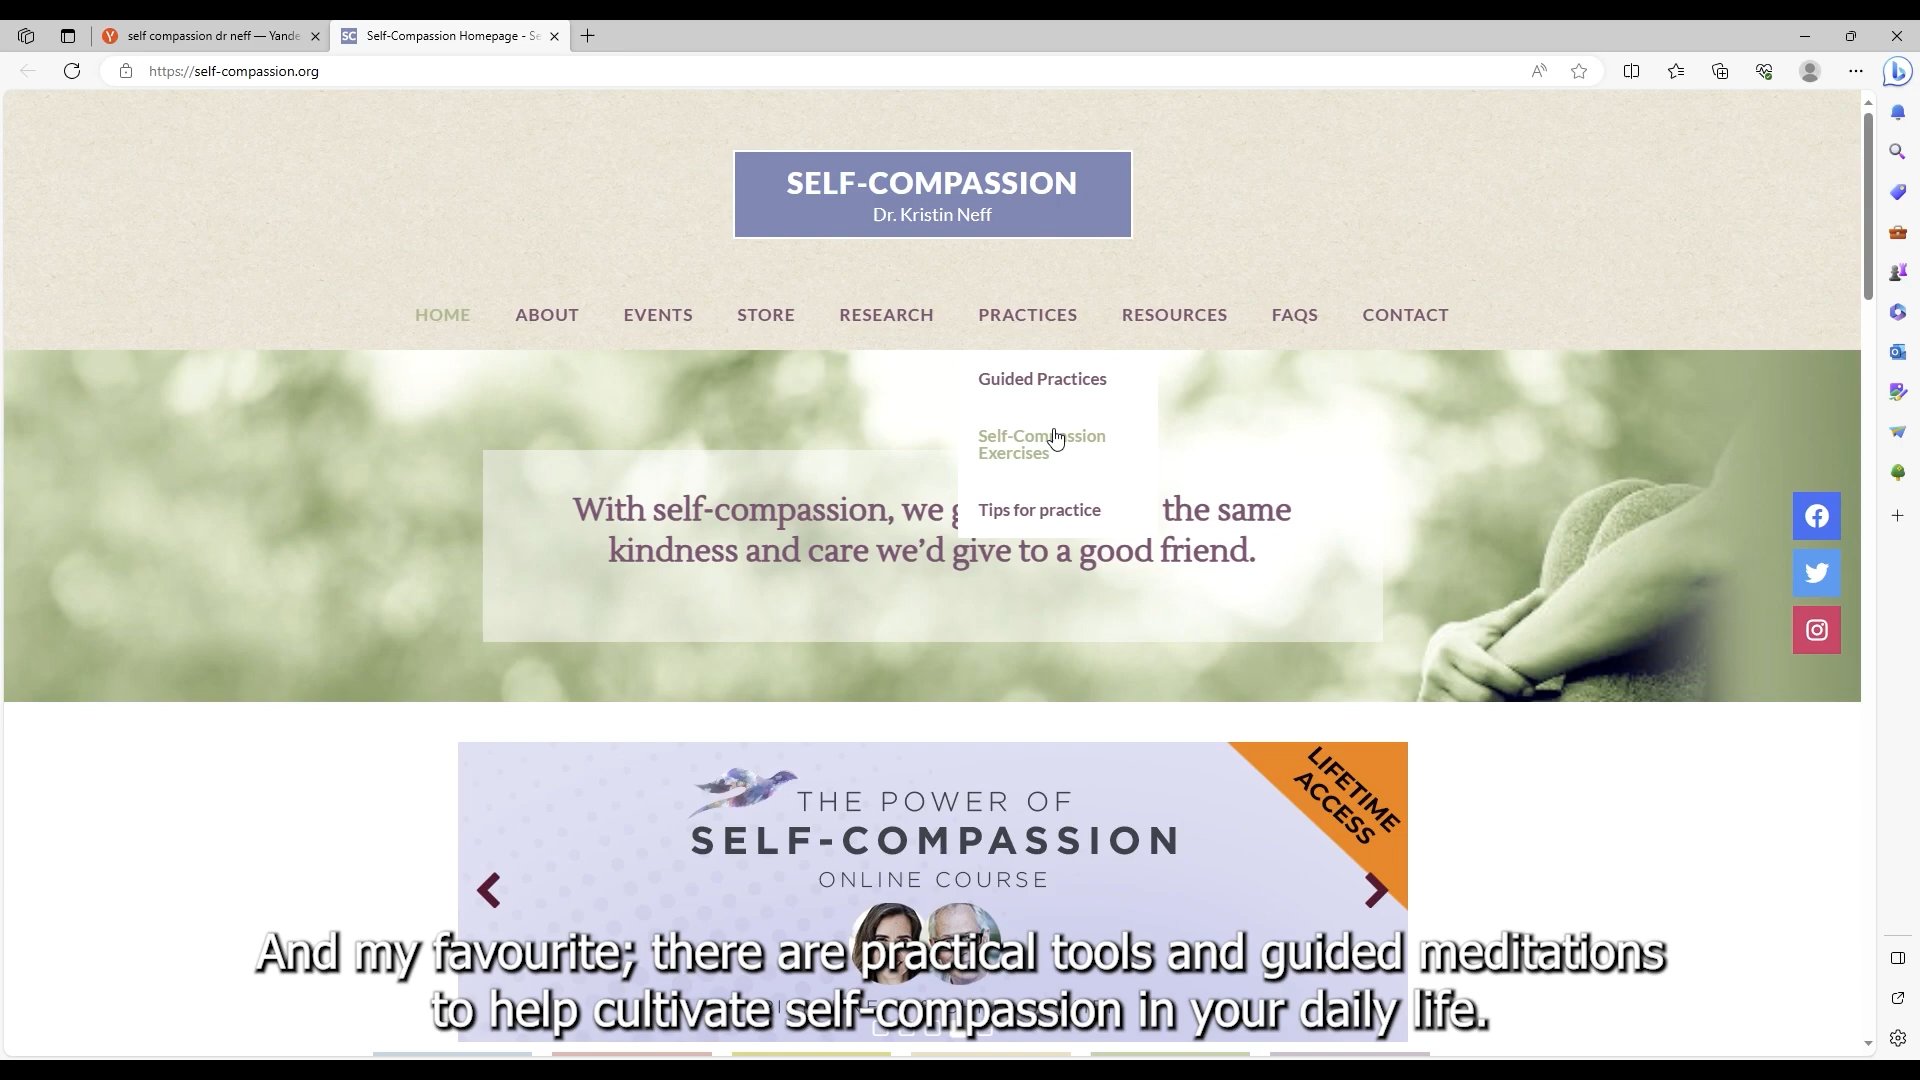 self compassion dr neff — Yande
SC
Self-Compassion Homepage - Se
https://self-compassion.org
SELF-COMPASSION
Dr. Kristin Neff
HOME ABOUT EVENTS STORE RESEARCH PRACTICES RESOURCES FAQS CONTACT
Guided Practices
Self-Compassion
Exercises
Tips for practice
With self-compassion, we g the same
kindness and care we'd give to a good friend.
LIFETIME
ACCESS
THE POWER OF
SELF-COMPASSION
ONLINE COURSE
And my favourite; there are practical tools and guided meditations
to help cultivate self-compassion in your daily life.